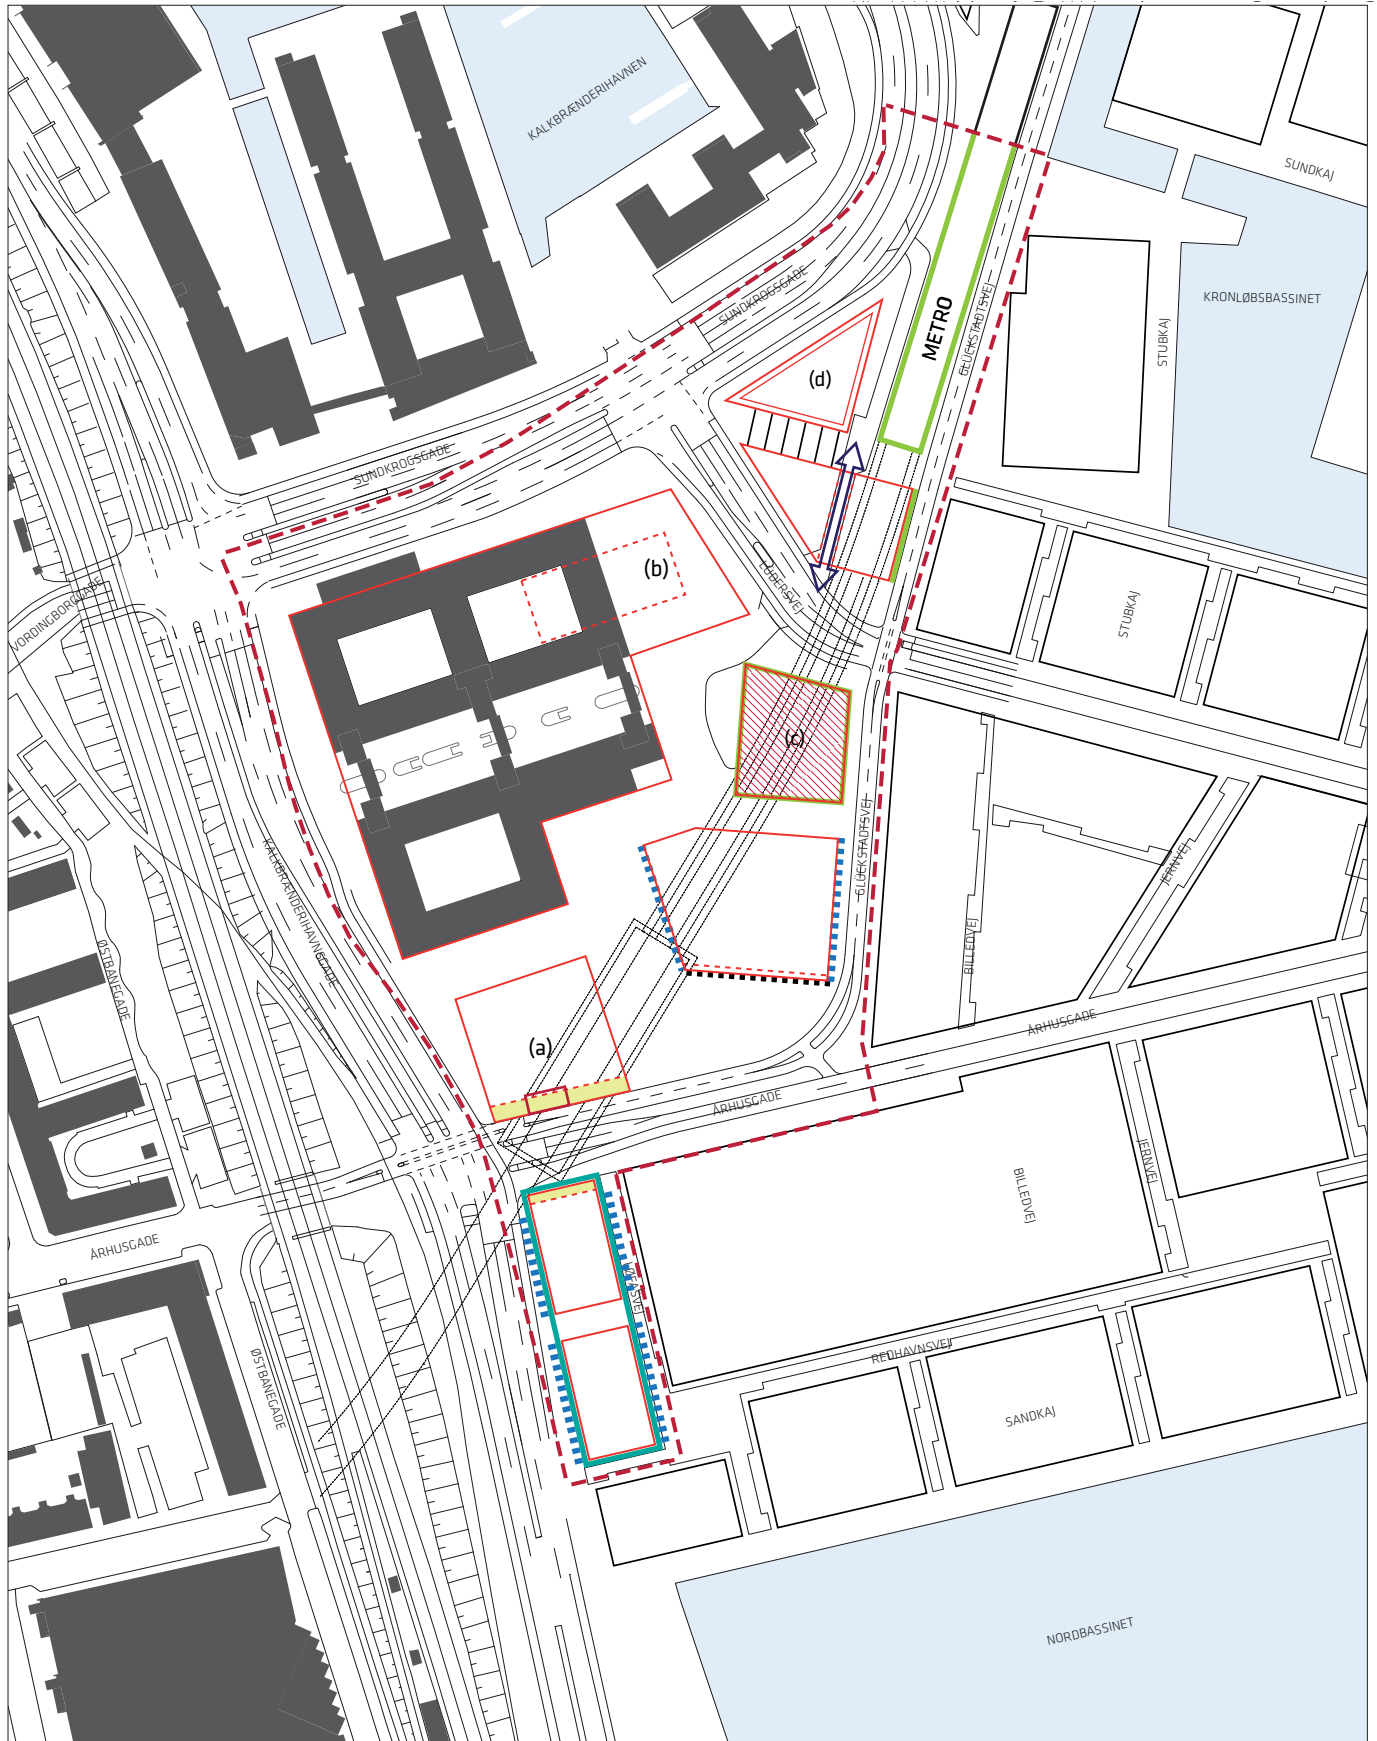 KALKBRÆNDERIHAVNEN
SUNDKAJ
SUNDKROGSGADE
KRONLØBSBASSINET
METRO
GLÜCKSTADTSVEJ
STUBKAJ
(d)
SUNDKROGSGADE
(b)
LÜDERSVEJ
VORDINGBORGGADE
STUBKAJ
(c)
GLÜCKSTADTSVEJ
JERNVEJ
KALKBRÆNDERIHAVNSGADE
BILLEDVEJ
ØSTBANEGADE
ÅRHUSGADE
(a)
ÅRHUSGADE
JERNVEJ
BILLEDVEJ
ÅRHUSGADE
REDHAVNSVEJ
ØSTBANEGADE
SANDKAJ
NORDBASSINET